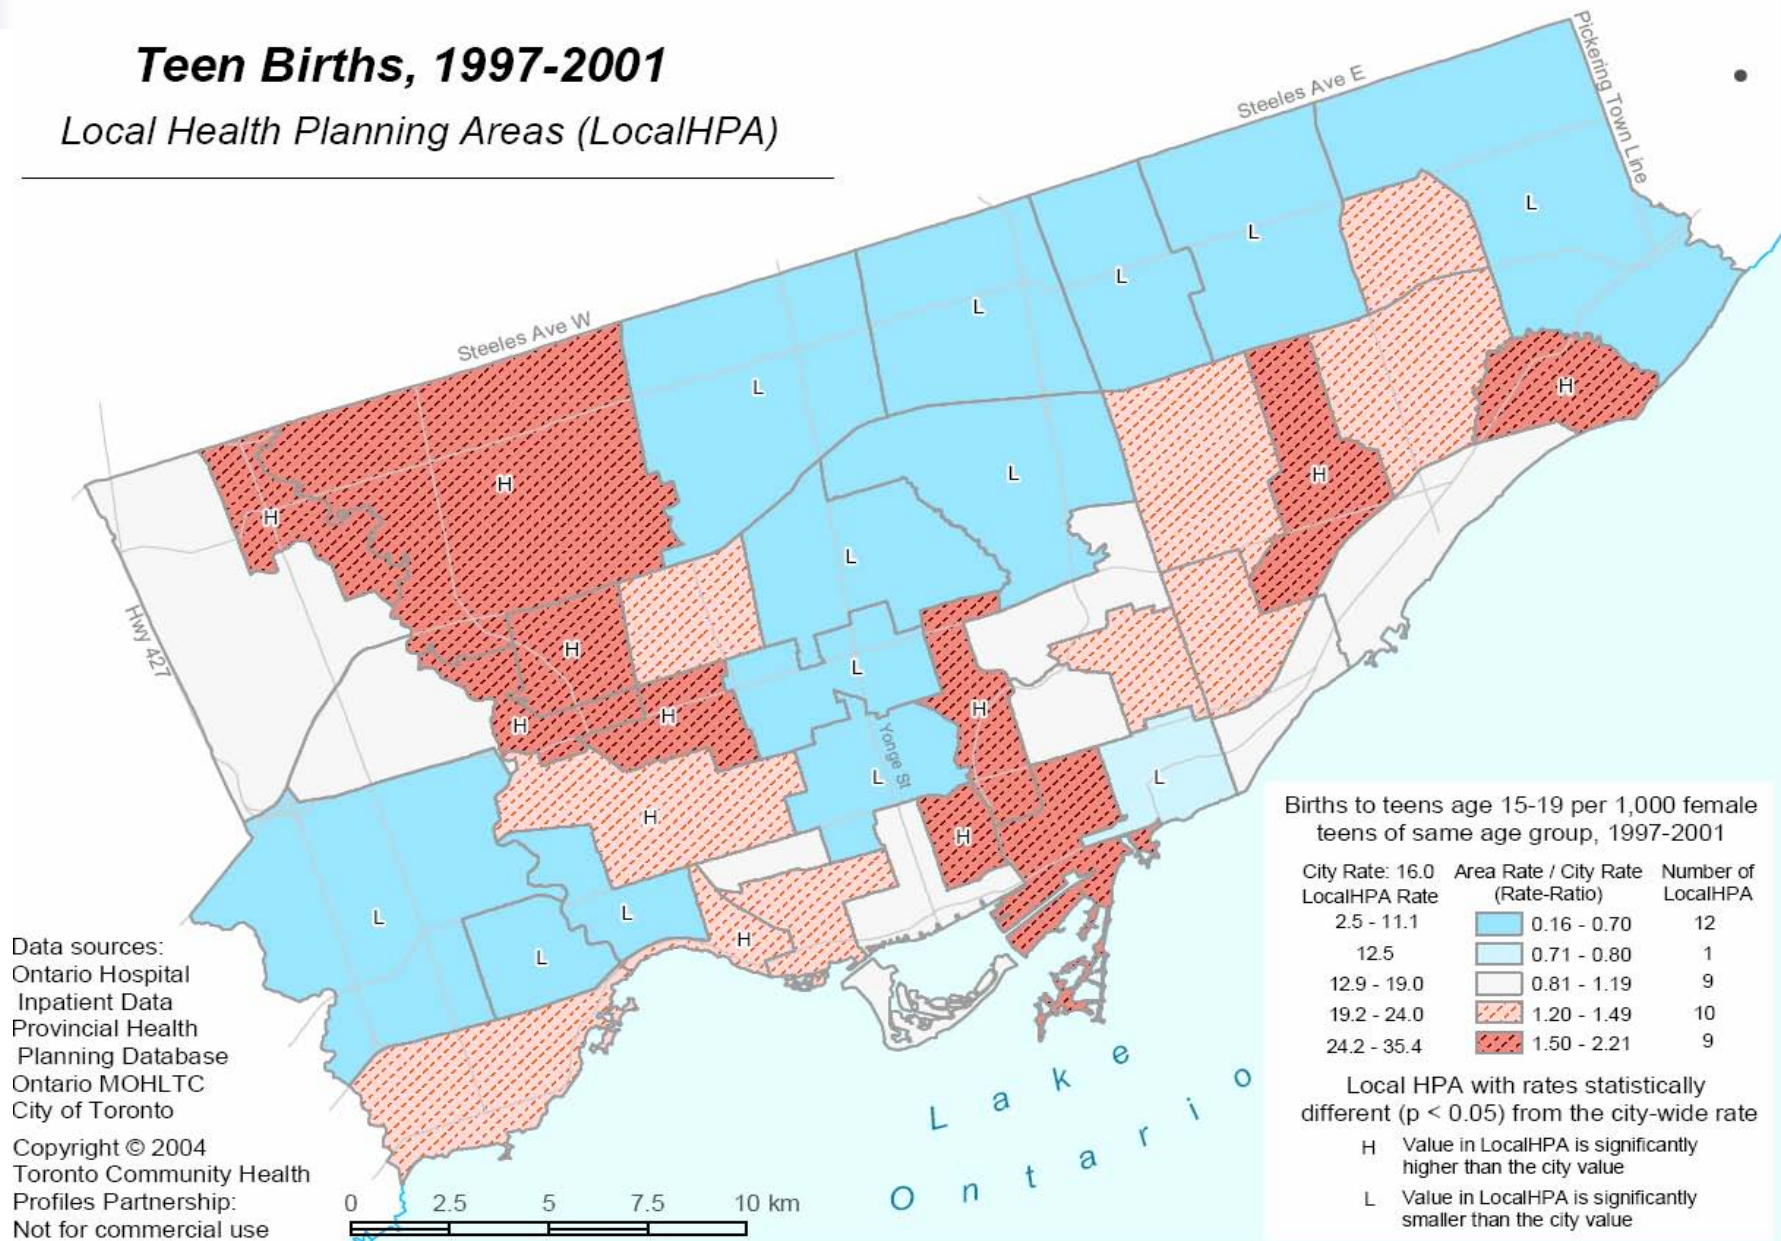 Teen Births, 1997-2001
Local Health Planning Areas (LocalHPA)
Pickering Town Line
Steeles Ave E
L
L
L
L
Steeles Ave W
L
H
L
H
H
H
L
H
L
Hwy 427
H
H
H
L
H
Yonge St.
L
L
H
H
L
L
H
L
Lake
Ontario
Data sources:
Ontario Hospital
Inpatient Data
Provincial Health
Planning Database
Ontario MOHLTC
City of Toronto
Copyright © 2004
Toronto Community Health
Profiles Partnership:
Not for commercial use
0 2.5 5 7.5 10 km
Births to teens age 15-19 per 1,000 female
teens of same age group, 1997-2001
City Rate: 16.0 Area Rate / City Rate Number of
LocalHPA Rate (Rate-Ratio) LocalHPA
2.5 - 11.1 0.16 - 0.70 12
12.5 0.71 - 0.80 1
12.9 - 19.0 0.81 - 1.19 9
19.2 - 24.0 1.20 - 1.49 10
24.2 - 35.4 1.50 - 2.21 9
Local HPA with rates statistically
different (p < 0.05) from the city-wide rate
H Value in LocalHPA is significantly
higher than the city value
L Value in LocalHPA is significantly
smaller than the city value